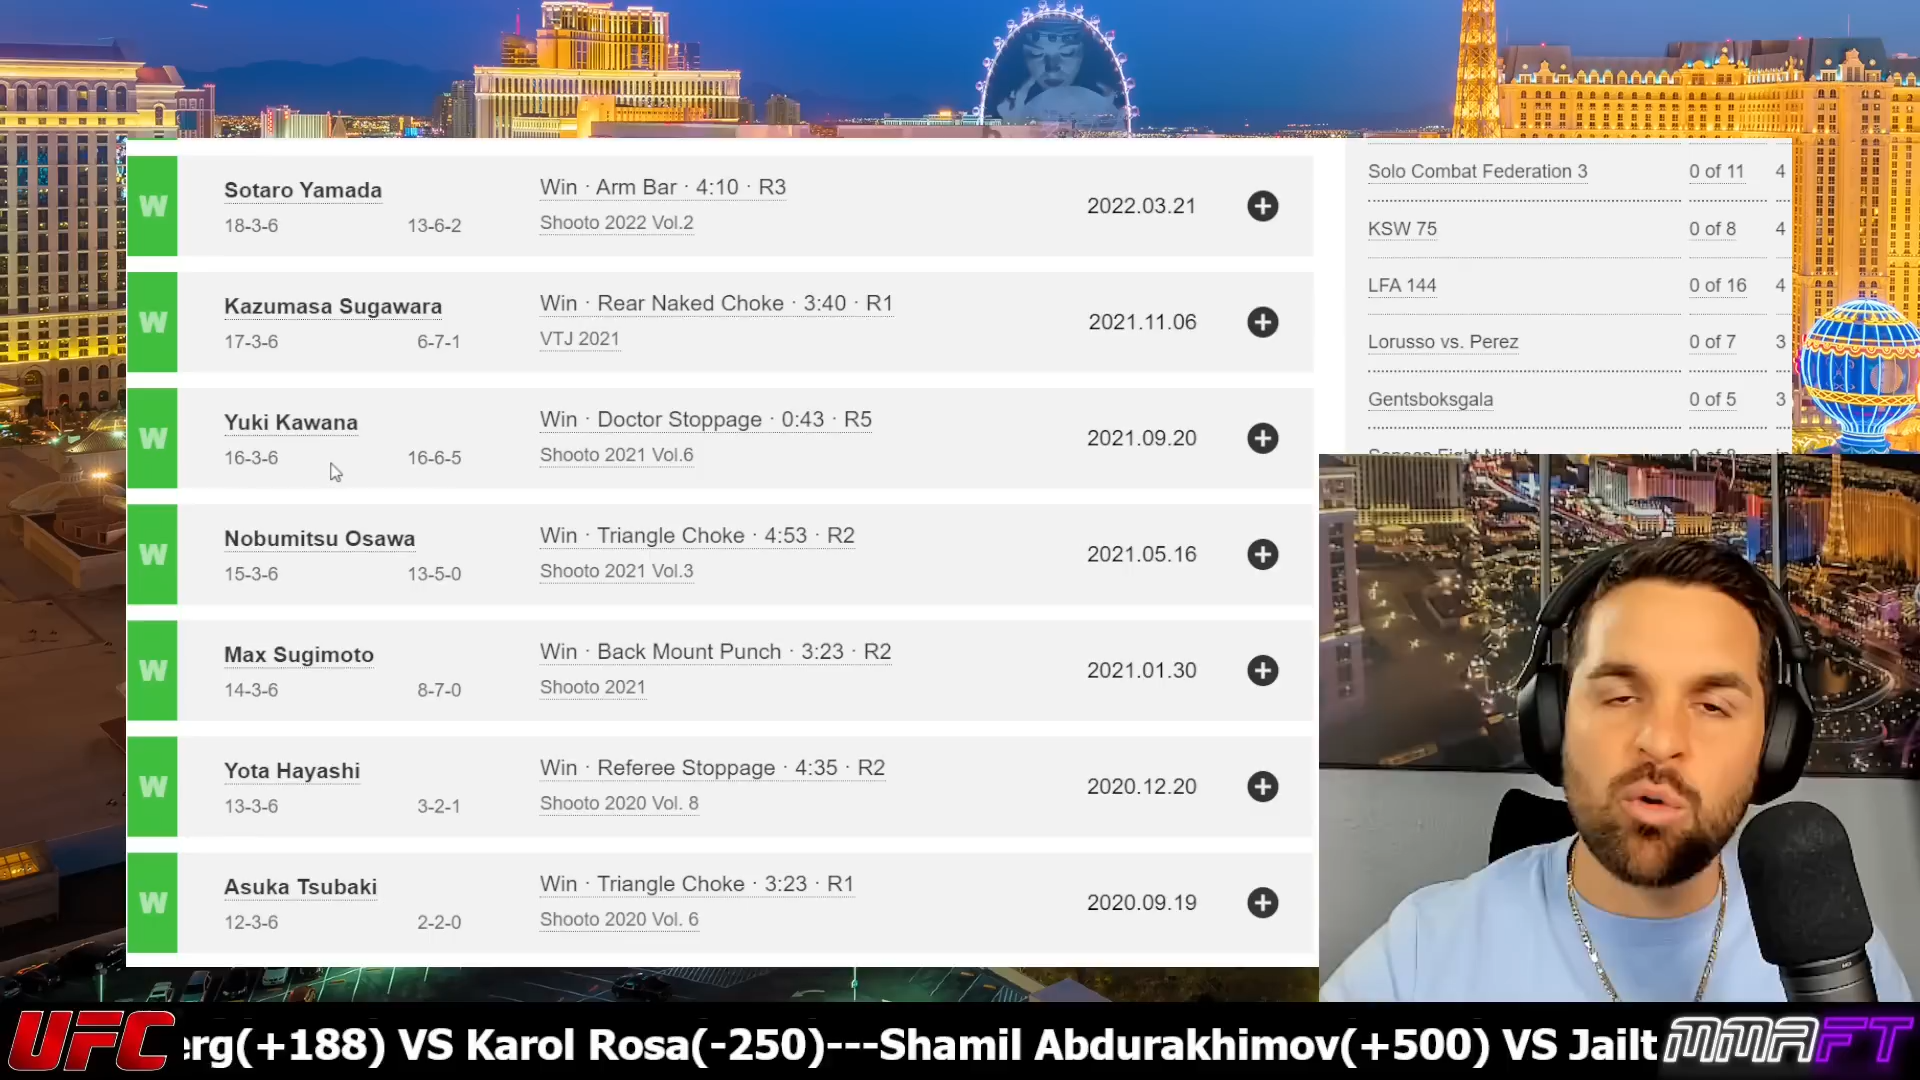 W
Sotaro Yamada
18-3-6
13-6-2
Win · Arm Bar · 4:10 · R3
Shooto 2022 Vol.2
2022.03.21
W
Kazumasa Sugawara
17-3-6
6-7-1
Win · Rear Naked Choke · 3:40 · R1
VTJ 2021
2021.11.06
W
Yuki Kawana
16-3-6
16-6-5
Win · Doctor Stoppage · 0:43 · R5
Shooto 2021 Vol.6
2021.09.20
W
Nobumitsu Osawa
15-3-6
13-5-0
Win · Triangle Choke · 4:53 · R2
Shooto 2021 Vol.3
2021.05.16
W
Max Sugimoto
14-3-6
8-7-0
Win · Back Mount Punch · 3:23 · R2
Shooto 2021
2021.01.30
W
Yota Hayashi
13-3-6
3-2-1
Win · Referee Stoppage · 4:35 · R2
Shooto 2020 Vol. 8
2020.12.20
W
Asuka Tsubaki
12-3-6
2-2-0
Win · Triangle Choke · 3:23 · R1
Shooto 2020 Vol. 6
2020.09.19
Solo Combat Federation 3 0 of 11 4
KSW 75 0 of 8 4
LFA 144 0 of 16 4
Lorusso vs. Perez 0 of 7 3
Gentsboksgala 0 of 5 3
UFC
erg(+188) VS Karol Rosa(-250)---Shamil Abdurakhimov(+500) VS Jailt
MMAFT